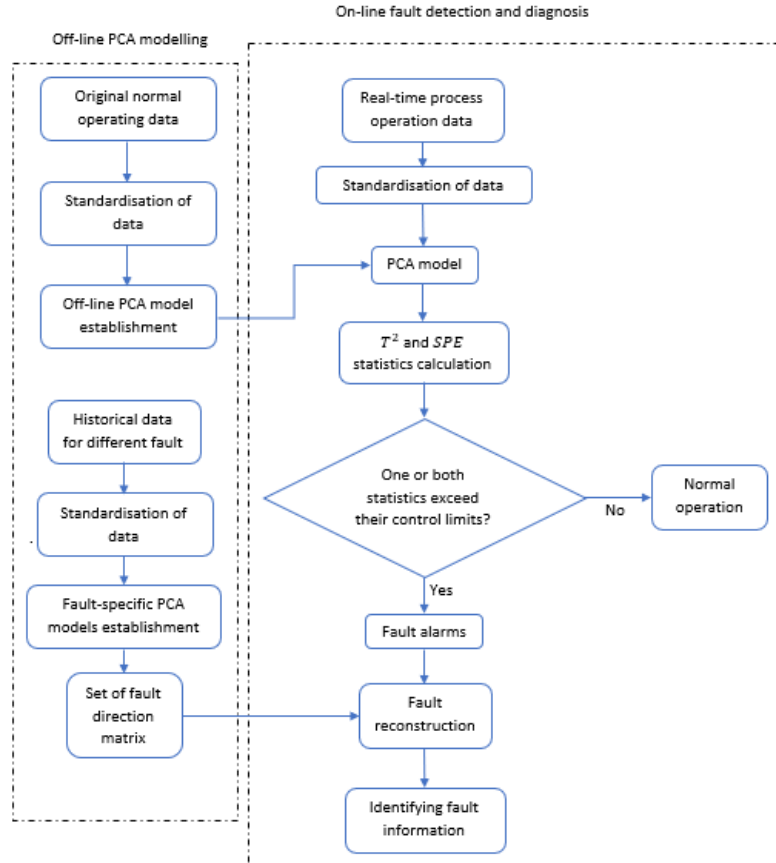 On-line fault detection and diagnosis
Off-line PCA modelling
Original normal
operating data
Standardisation of
data
Off-line PCA model
establishment
Historical data
for different fault
Standardisation of
data
.
Fault-specific PCA
models establishment
Set of fault
direction
matrix
Real-time process
operation data
Standardisation of data
PCA model
T² and SPE
statistics calculation
One or both
statistics exceed
their control limits?
No
Normal
operation
Yes
Fault alarms
Fault
reconstruction
Identifying fault
information